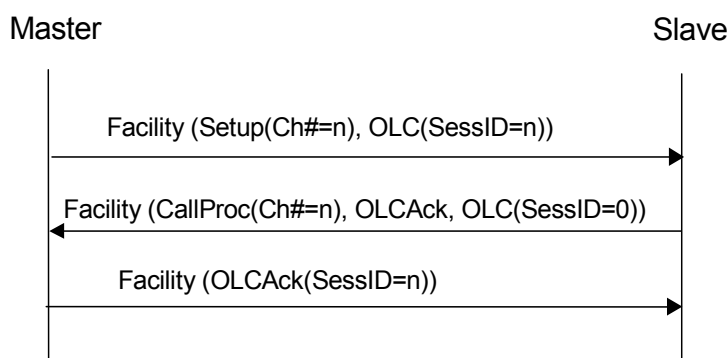 Master
Slave
Facility (Setup(Ch#=n), OLC(SessID=n))
Facility (CallProc(Ch#=n), OLCAck, OLC(SessID=0))
Facility (OLCAck(SessID=n))